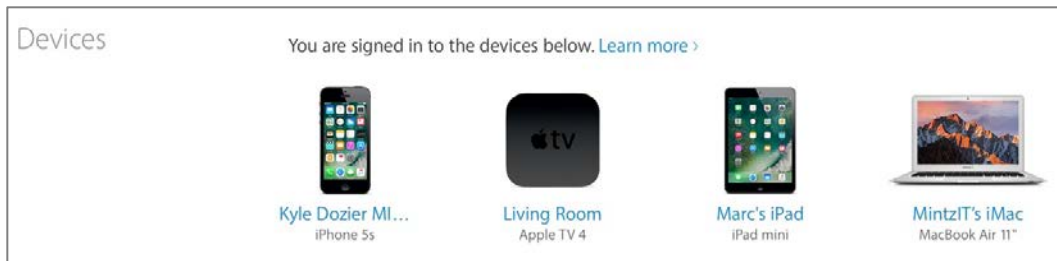 Devices
You are signed in to the devices below. Learn more ›
tv
Kyle Dozier MI...
iPhone 5s
Living Room
Apple TV 4
Marc's iPad
iPad mini
MintzIT's iMac
MacBook Air 11"